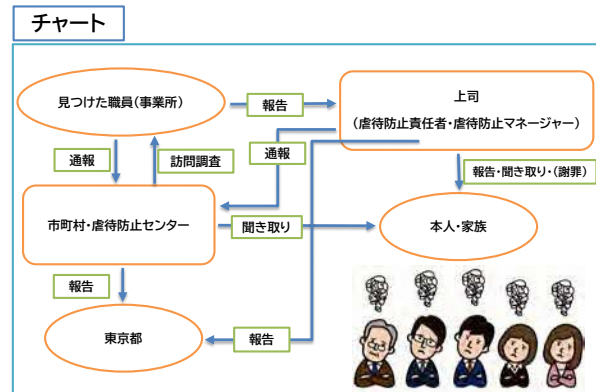 チャート
見つけた職員(事業所)
報告
上司
(虐待防止責任者・虐待防止マネージャー)
通報
訪問調査
通報
報告・聞き取り・(謝罪)
市町村・虐待防止センター
聞き取り
本人・家族
報告
東京都
報告